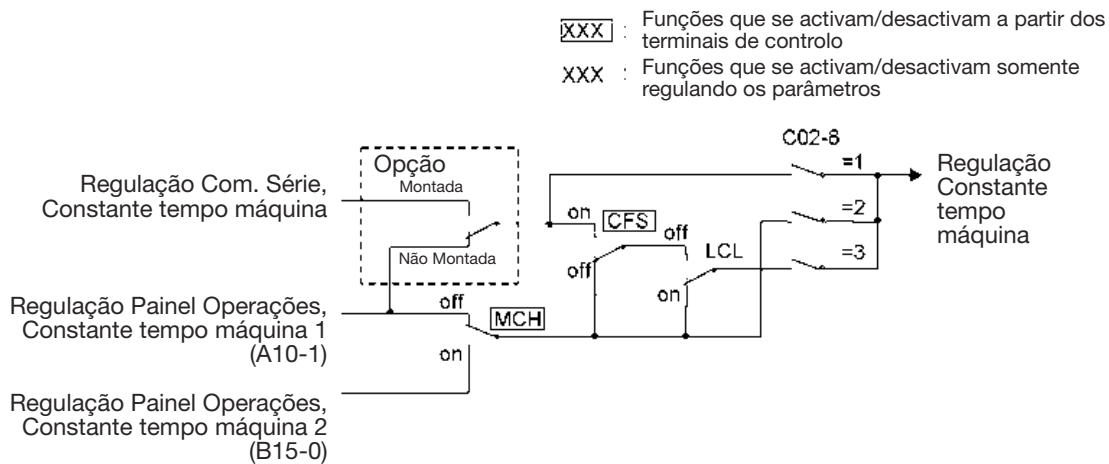 XXX : Funções que se activam/desactivam a partir dos
terminais de controlo
XXX : Funções que se activam/desactivam somente
regulando os parâmetros
C02-8
Opção
Montada
Não Montada
Regulação Com. Série,
Constante tempo máquina
on
CFS
off
off
LCL
on
=1
=2
=3
Regulação
Constante
tempo
máquina
Regulação Painel Operações,
Constante tempo máquina 1
(A10-1)
off
MCH
on
Regulação Painel Operações,
Constante tempo máquina 2
(B15-0)